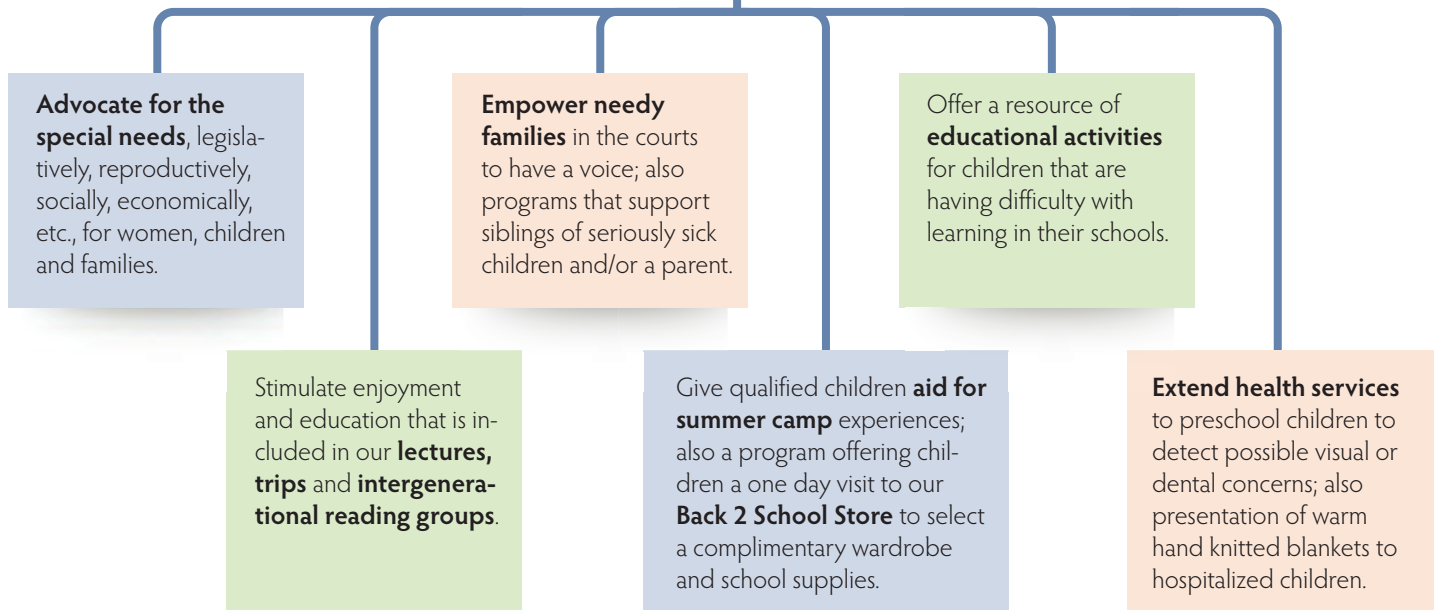 Advocate for the
special needs, legisla-
tively, reproductively,
socially, economically,
etc., for women, children
and families.
Stimulate enjoyment
and education that is in-
cluded in our lectures,
trips and intergenera-
tional reading groups.
Empower needy
families in the courts
to have a voice; also
programs that support
siblings of seriously sick
children and/or a parent.
Give qualified children aid for
summer camp experiences;
also a program offering chil-
dren a one day visit to our
Back 2 School Store to select
a complimentary wardrobe
and school supplies.
Offer a resource of
educational activities
for children that are
having difficulty with
learning in their schools.
Extend health services
to preschool children to
detect possible visual or
dental concerns; also
presentation of warm
hand knitted blankets to
hospitalized children.